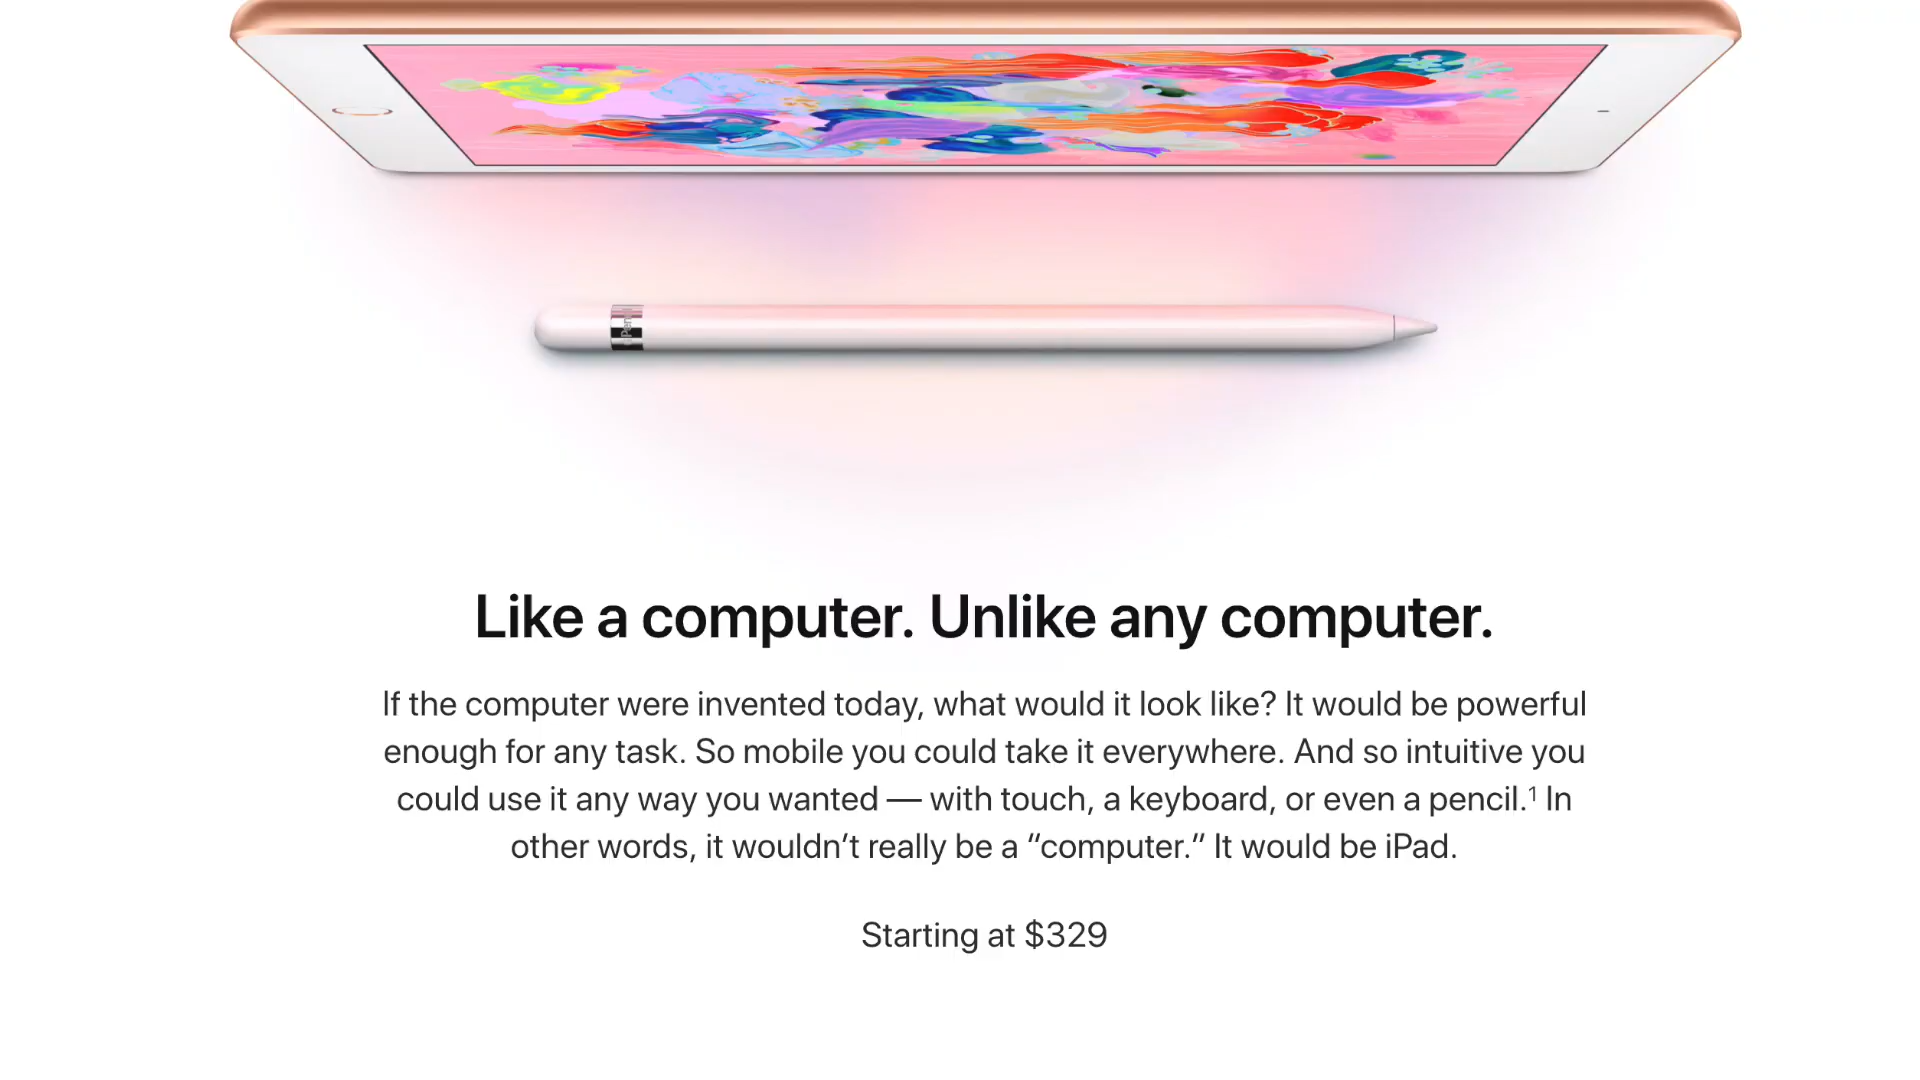 Pencil
Like a computer. Unlike any computer.
If the computer were invented today, what would it look like? It would be powerful
enough for any task. So mobile you could take it everywhere. And so intuitive you
could use it any way you wanted — with touch, a keyboard, or even a pencil.¹ In
other words, it wouldn’t really be a “computer.” It would be iPad.
Starting at $329